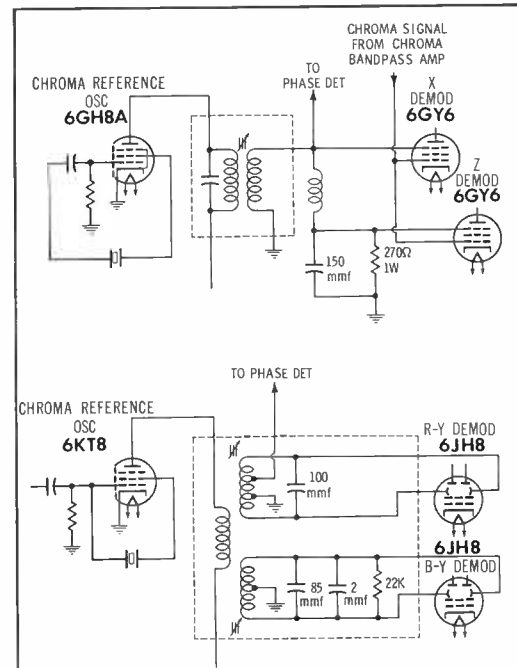 CHROMA SIGNAL
FROM CHROMA
BANDPASS AMP
TO
PHASE DET
X
DEMOD
6GY6
CHROMA REFERENCE
OSC
6GH8A
Z
DEMOD
6GY6
150
mmf
270Ω
1W
TO PHASE DET
CHROMA REFERENCE
OSC
6KT8
R-Y DEMOD
6JH8
100
mmf
6JH8
B-Y DEMOD
85
mmf
2
mmf
22K